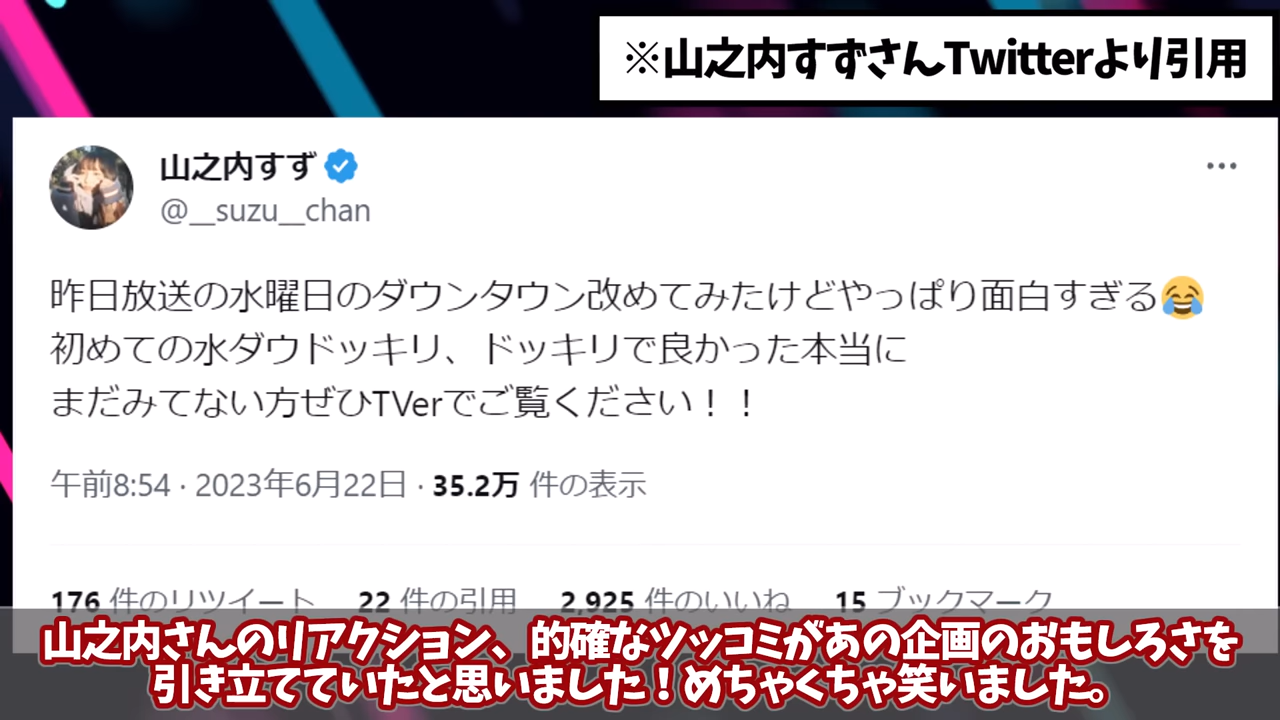 ※山之内すずさんTwitterより引用
山之内すず
@__suzu__chan
昨日放送の水曜日のダウンタウン改めてみたけどやっぱり面白すぎる😂
初めての水ダウドッキリ、ドッキリで良かった本当に
まだみてない方ぜひTVerでご覧ください！！
午前8:54 · 2023年6月22日 · 35.2万 件の表示
176 件のリツイート 22 件の引用 2,925 件のいいね 15 ブックマーク
山之内さんのリアクション、的確なツッコミがあの企画のおもしろさを
引き立てていたと思いました！めちゃくちゃ笑いました。